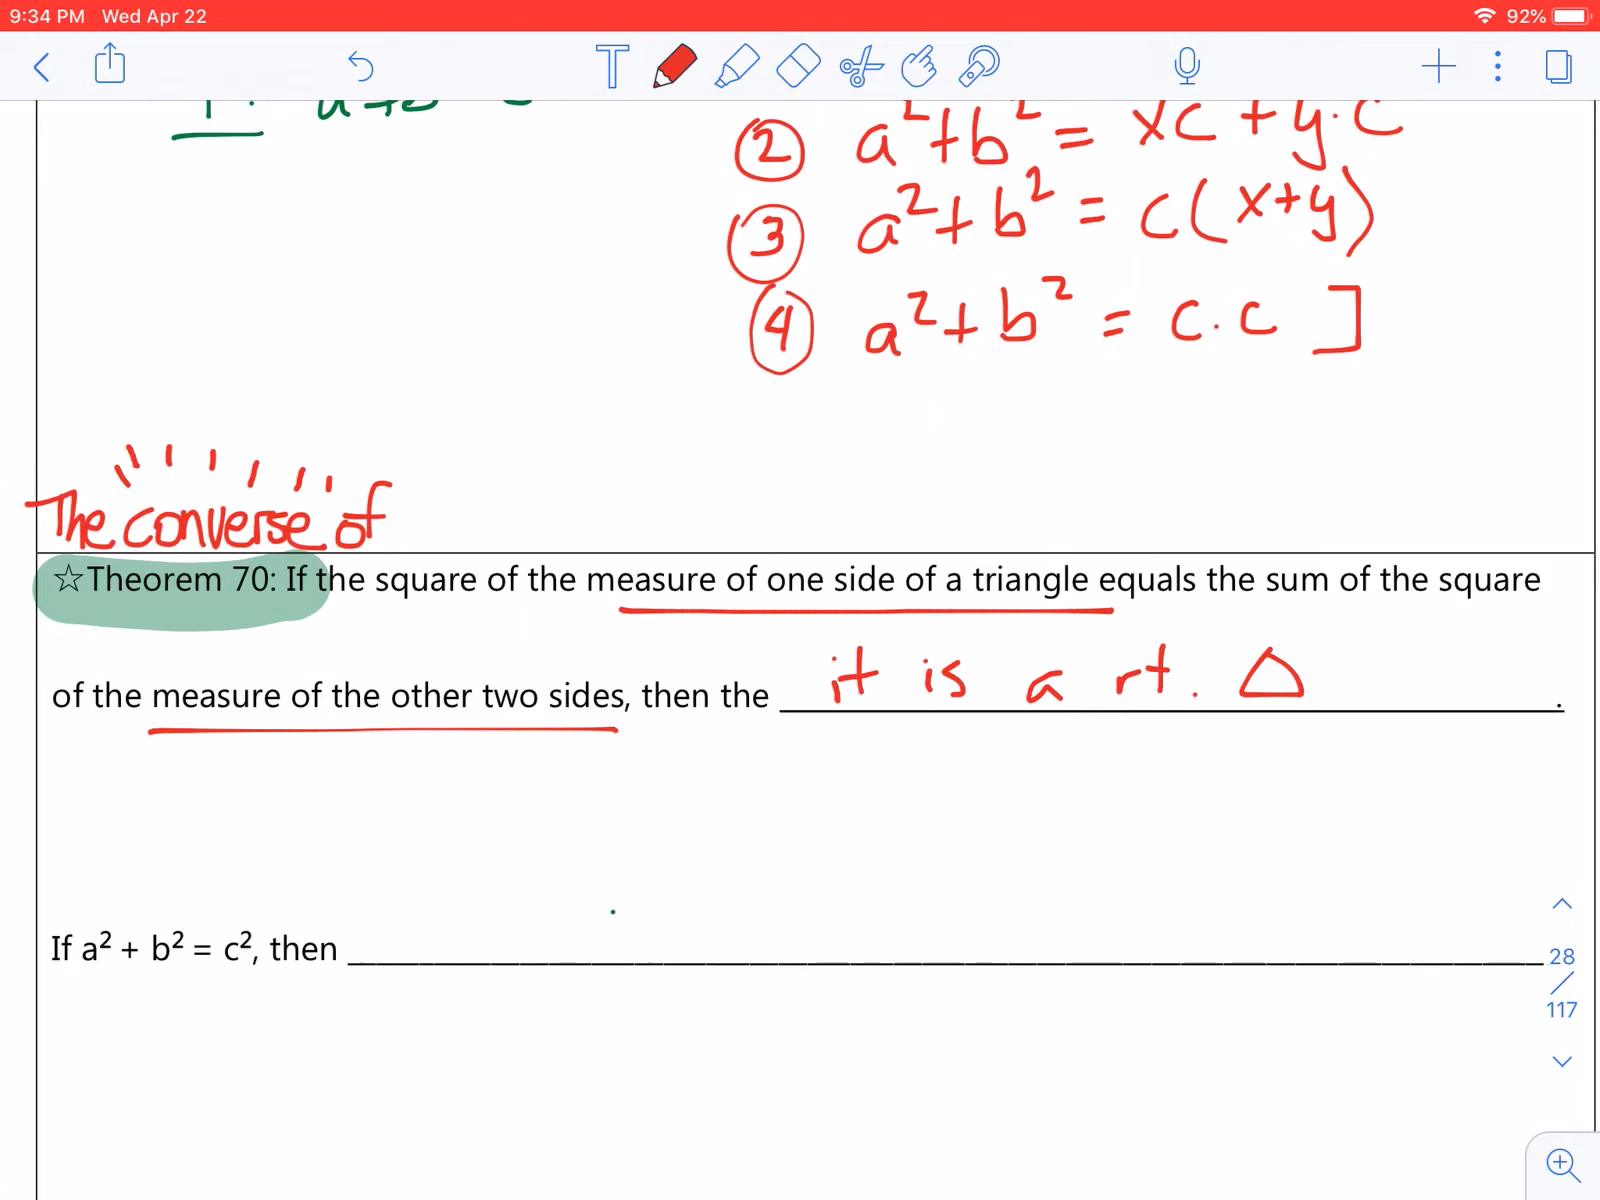 9:34 PM Wed Apr 22
92%
② a²+b² = xc + y·c
③ a²+b² = c(x+y)
④ a²+b² = c·c ]
The converse of
☆Theorem 70: If the square of the measure of one side of a triangle equals the sum of the square
of the measure of the other two sides, then the it is a rt. △.
If a² + b² = c², then
28
/
117